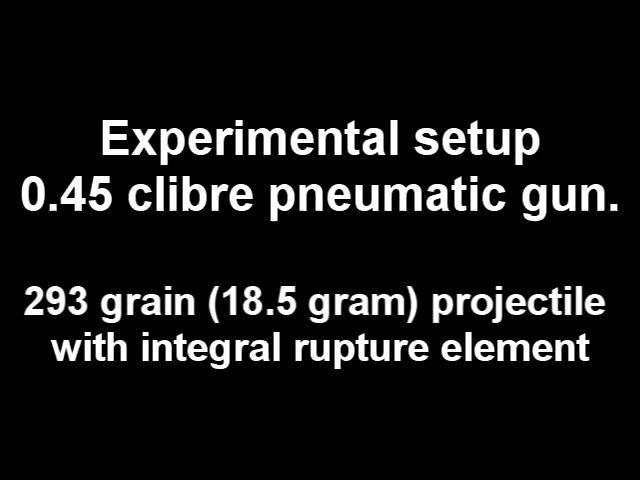 Experimental setup
0.45 clibre pneumatic gun.
293 grain (18.5 gram) projectile
with integral rupture element